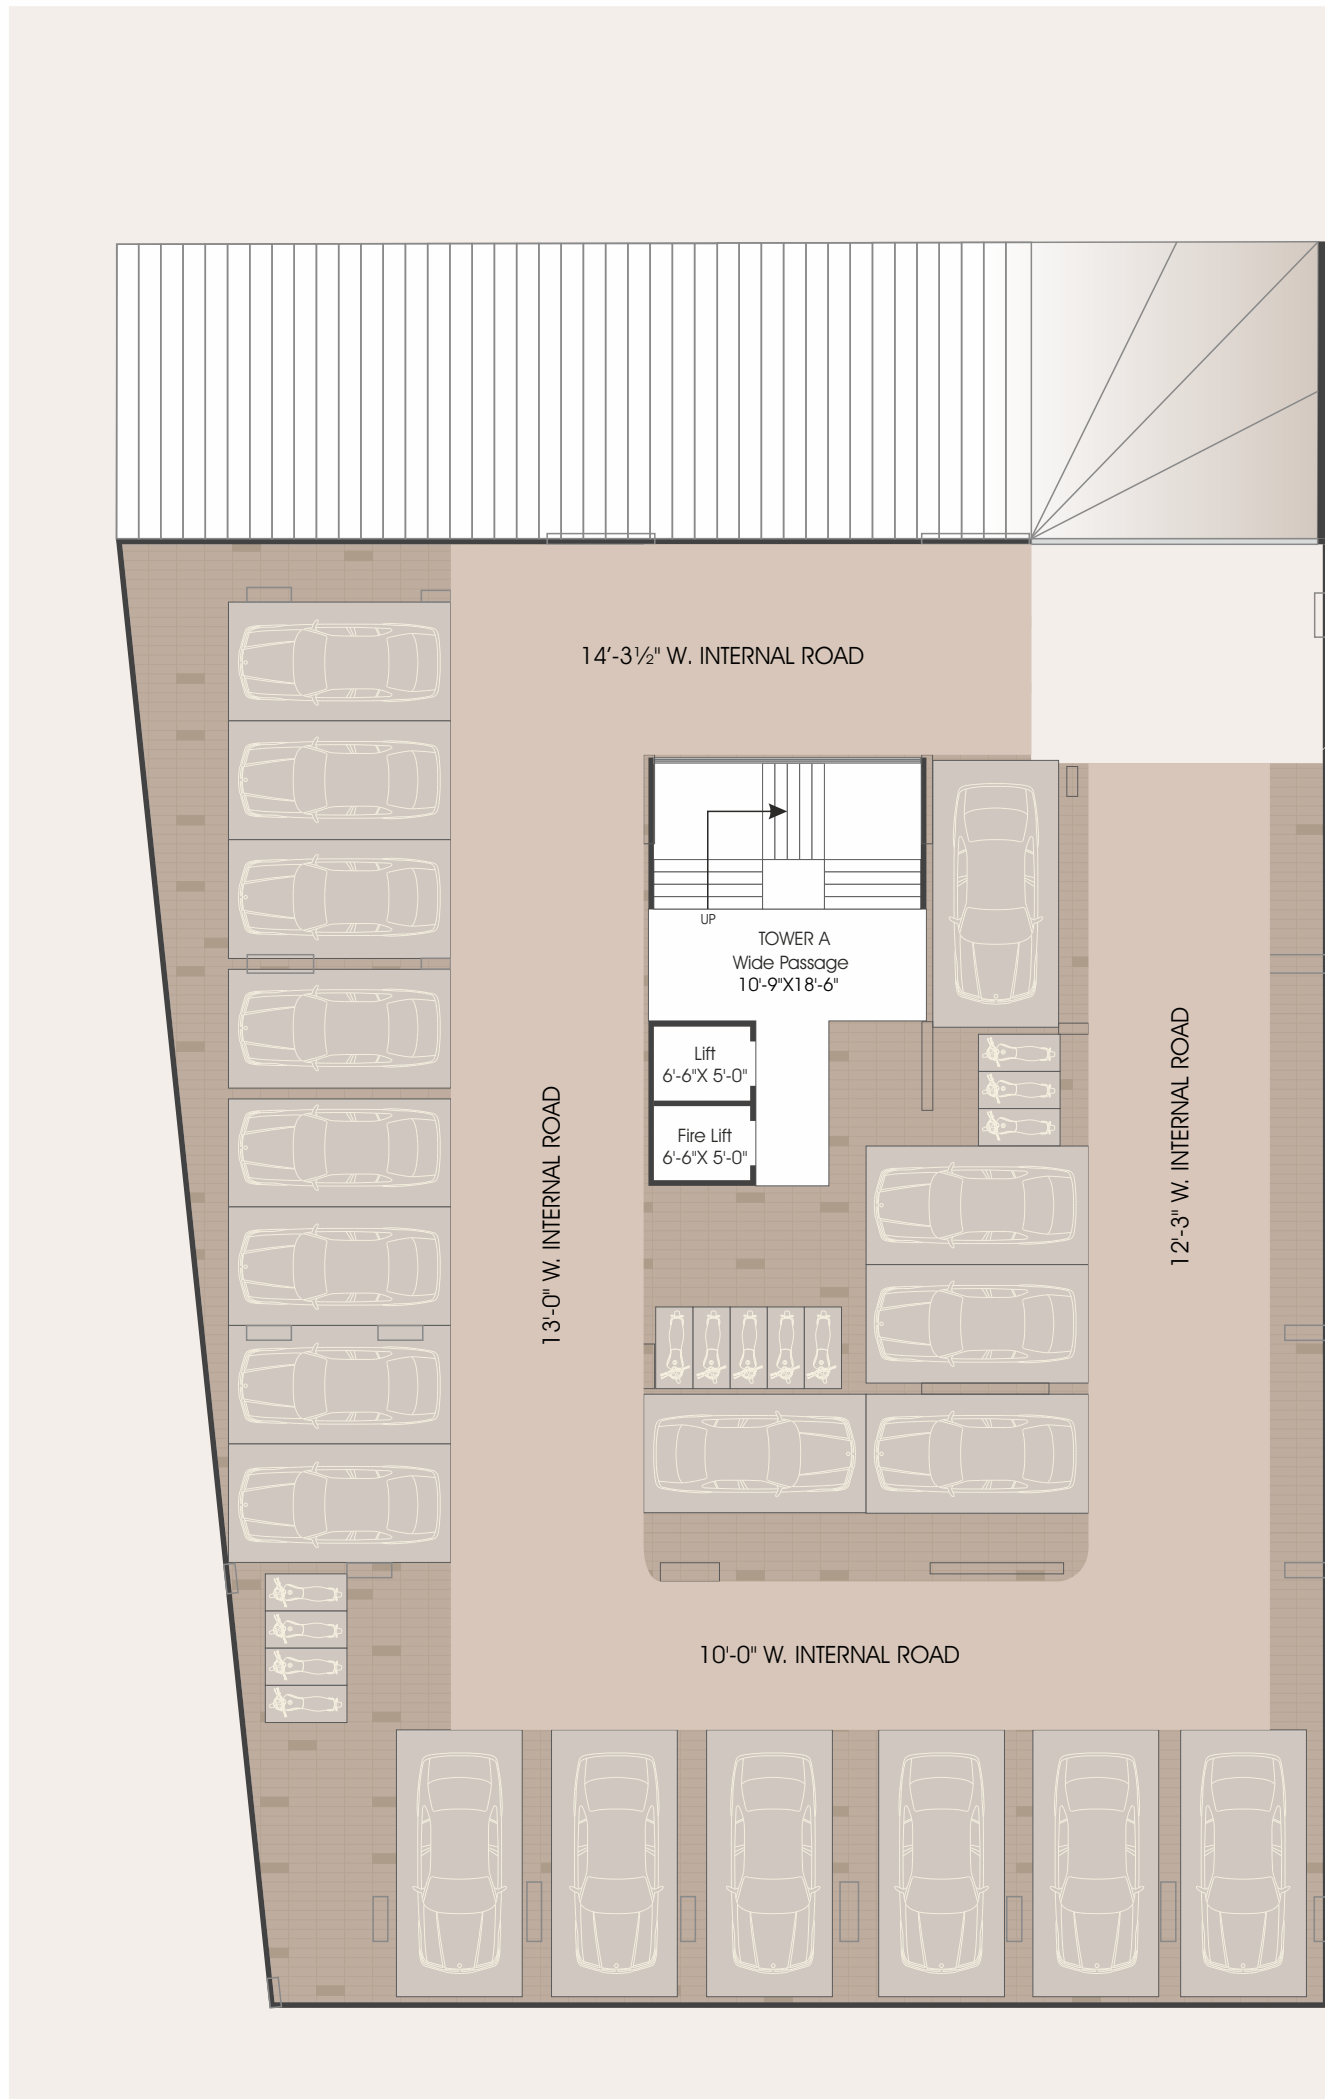 14'-3½" W. INTERNAL ROAD
UP
TOWER A
Wide Passage
10'-9"X18'-6"
Lift
6'-6"X 5'-0"
Fire Lift
6'-6"X 5'-0"
13'-0" W. INTERNAL ROAD
12'-3" W. INTERNAL ROAD
10'-0" W. INTERNAL ROAD